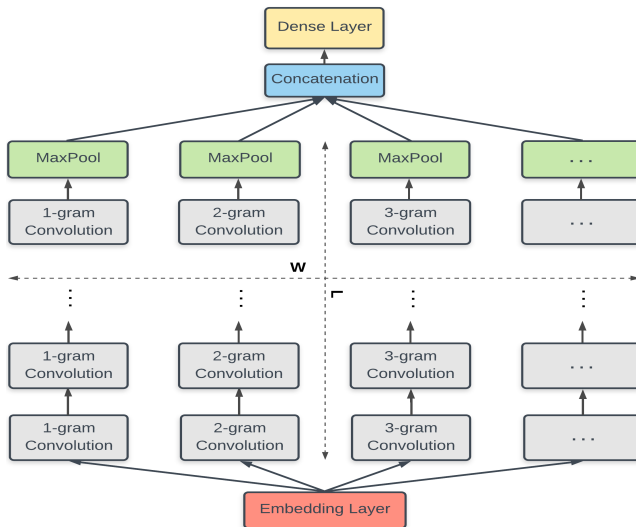 Dense Layer
Concatenation
MaxPool MaxPool MaxPool ...
1-gram Convolution
2-gram Convolution
3-gram Convolution
...
W
L
... ... ... ...
1-gram Convolution
2-gram Convolution
3-gram Convolution
...
1-gram Convolution
2-gram Convolution
3-gram Convolution
...
Embedding Layer